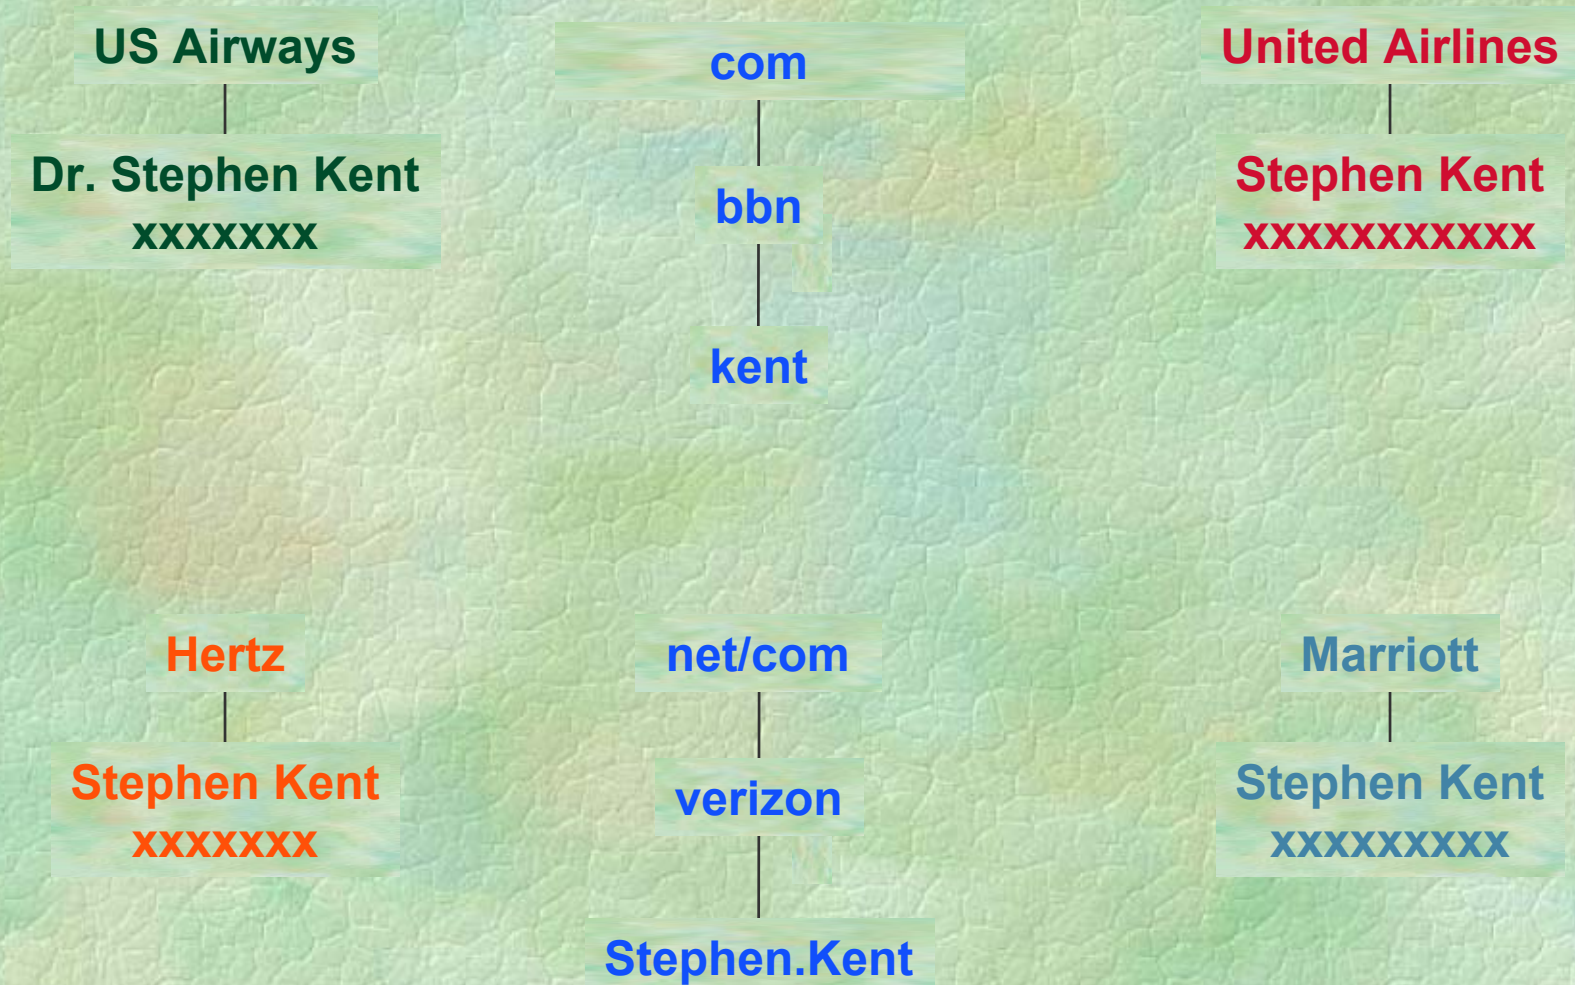 US Airways
Dr. Stephen Kent
xxxxxxx
com
bbn
kent
United Airlines
Stephen Kent
xxxxxxxxxxx
Hertz
Stephen Kent
xxxxxxx
net/com
verizon
Stephen.Kent
Marriott
Stephen Kent
xxxxxxxxx